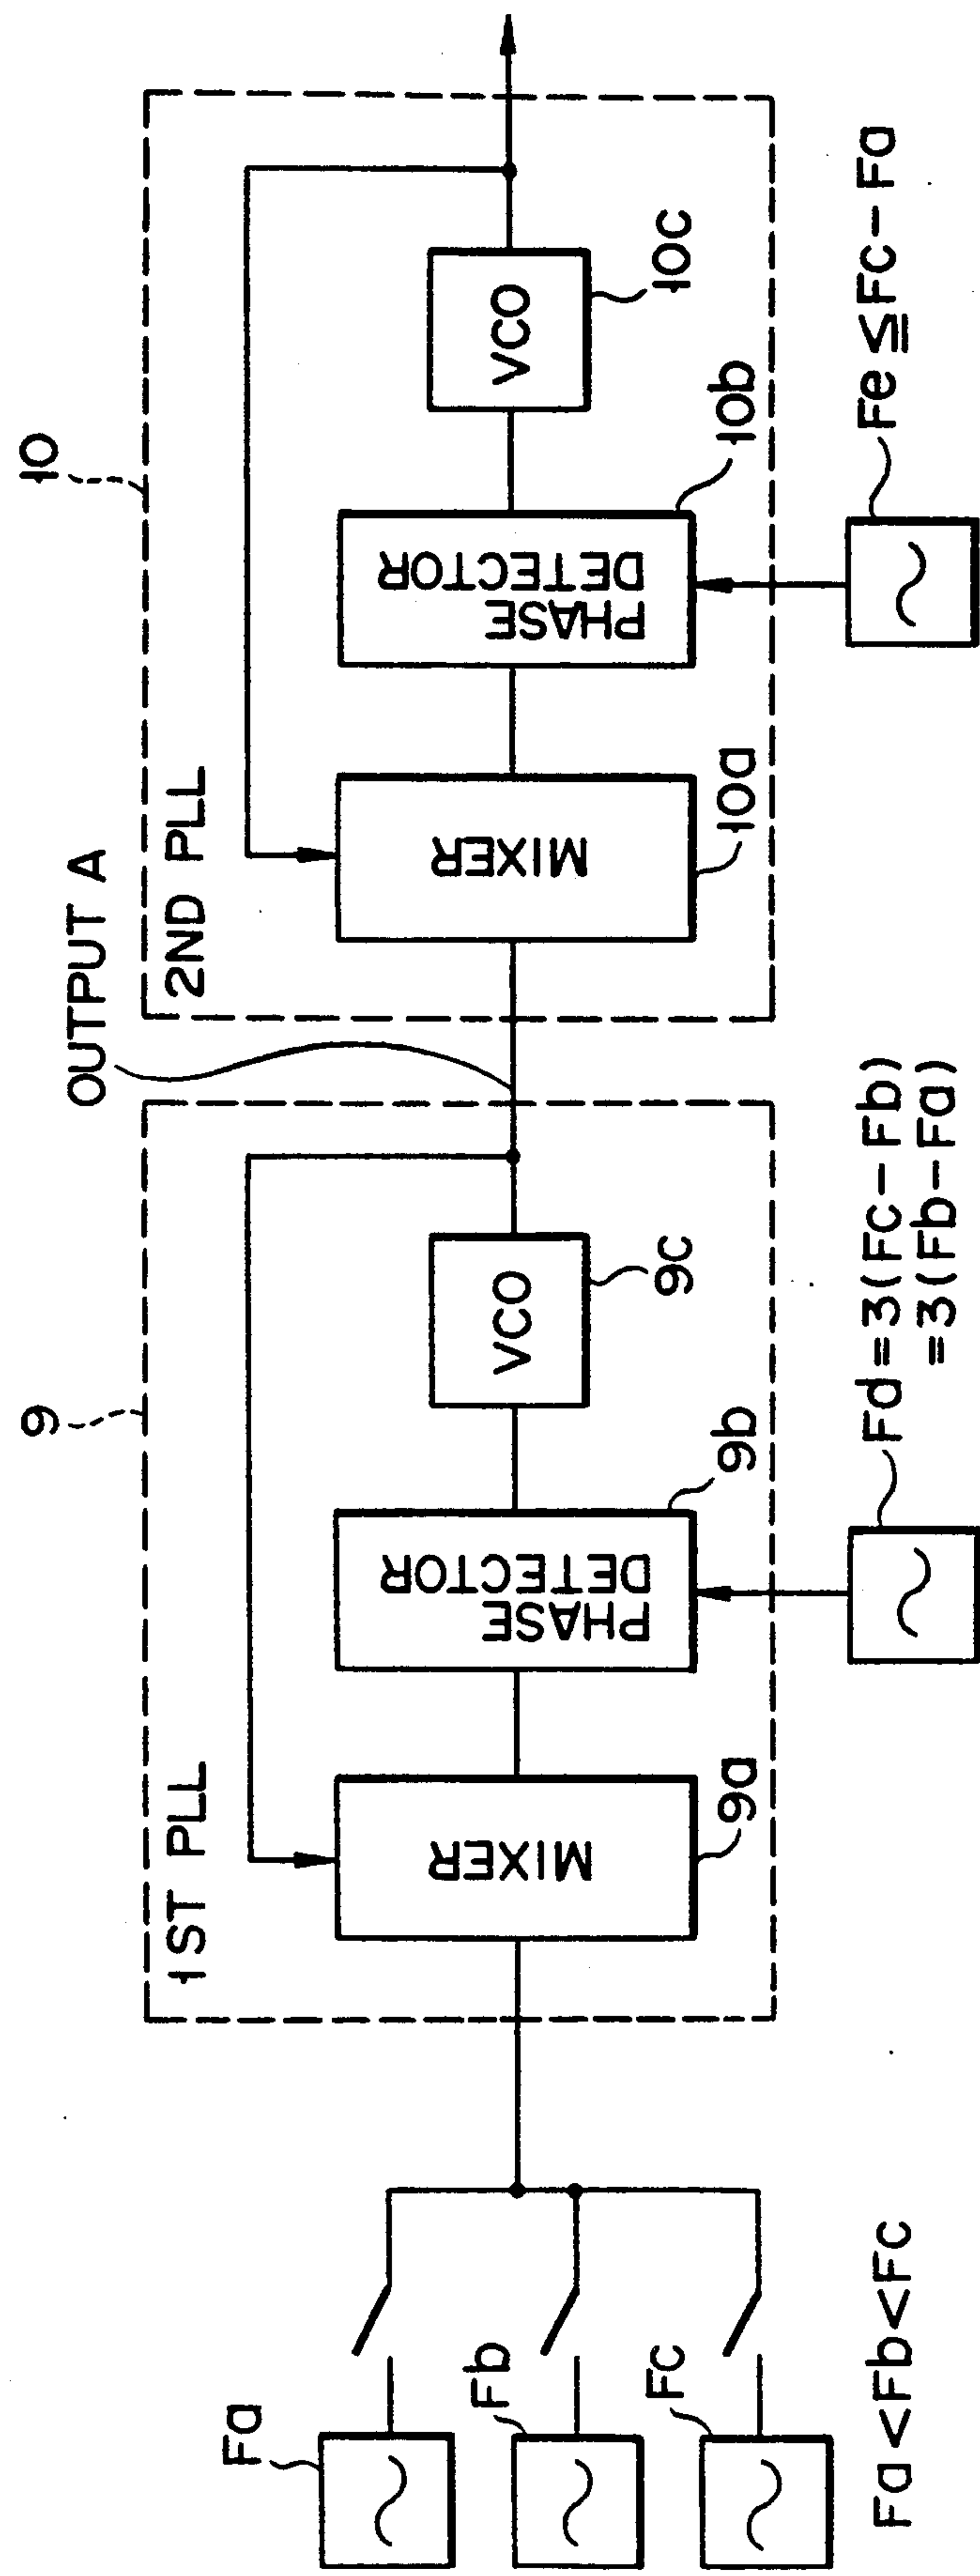 Fa
Fb
Fc
Fa<Fb<Fc
9
1ST PLL
MIXER
9a
PHASE
DETECTOR
9b
VCO
9c
Fd=3(Fc-Fb)
=3(Fb-Fa)
OUTPUT A
10
2ND PLL
MIXER
10a
PHASE
DETECTOR
10b
VCO
10c
Fe≦Fc-Fa